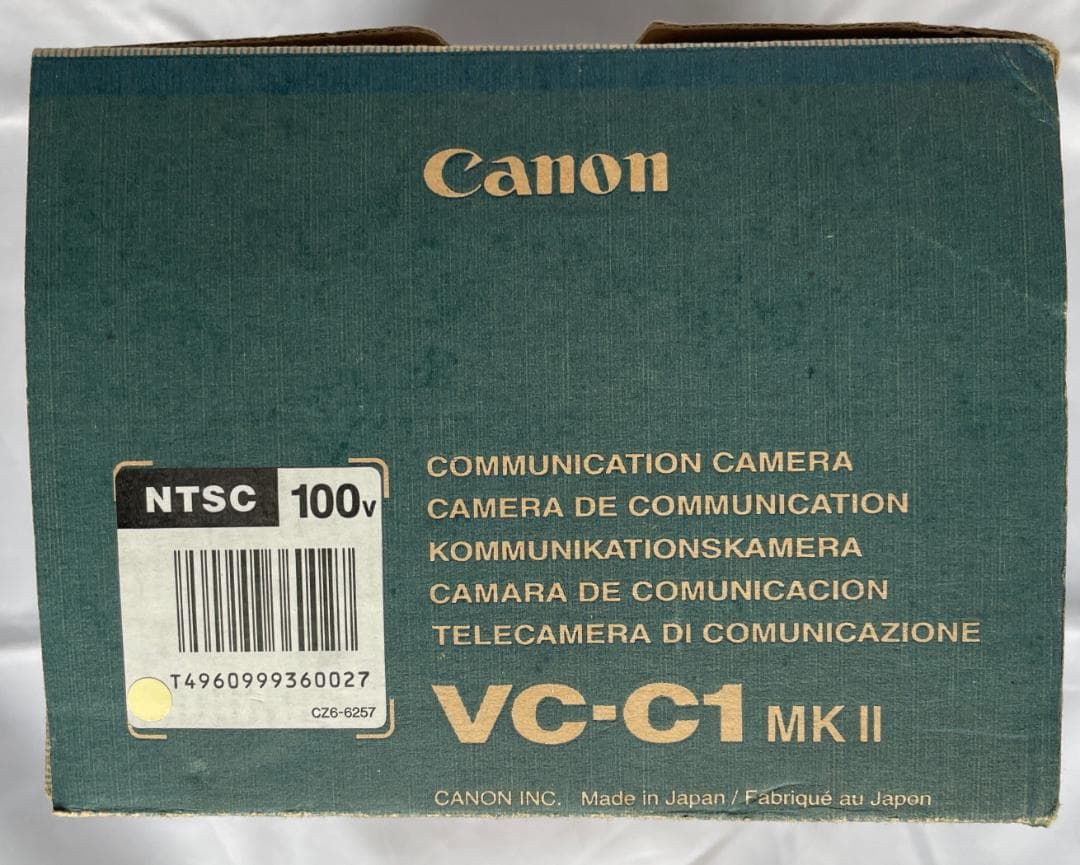 Canon
COMMUNICATION CAMERA
CAMERA DE COMMUNICATION
KOMMUNIKATIONSKAMERA
CAMARA DE COMUNICACION
TELECAMERA DI COMUNICAZIONE
VC-C1 MK II
CANON INC. Made in Japan / Fabriqué au Japon
NTSC 100V
T4960999360027
CZ6-6257